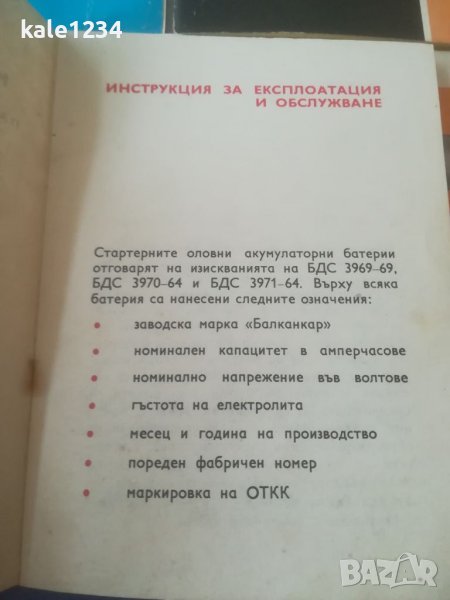 kale1234
ИНСТРУКЦИЯ ЗА ЕКСПЛОАТАЦИЯ
И ОБСЛУЖВАНЕ
Стартерните оловни акумулаторни батерии
отговарят на изискванията на БДС 3969-69,
БДС 3970-64 и БДС 3971-64. Върху всяка
батерия са нанесени следните означения:
• заводска марка «Балканкар»
• номинален капацитет в амперчасове
• номинално напрежение във волтове
• гъстота на електролита
• месец и година на производство
• пореден фабричен номер
• маркировка на ОТКК
BAZAR